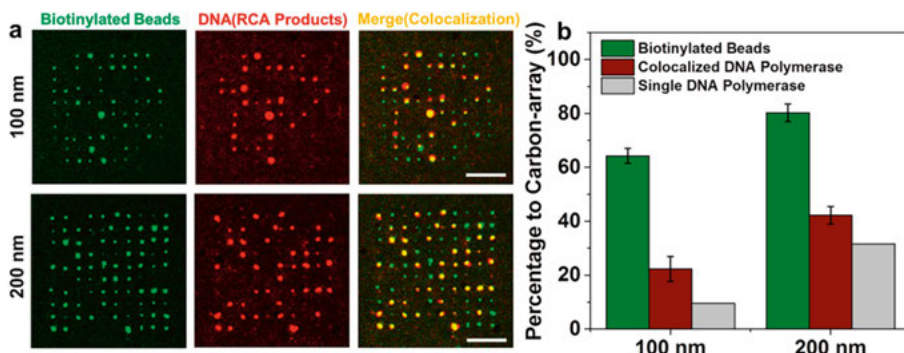 a
Biotinylated Beads DNA(RCA Products) Merge(Colocalization)
100 nm
200 nm
b
Percentage to Carbon-array (%)
100
80
60
40
20
0
Biotinylated Beads
Colocalized DNA Polymerase
Single DNA Polymerase
100 nm 200 nm